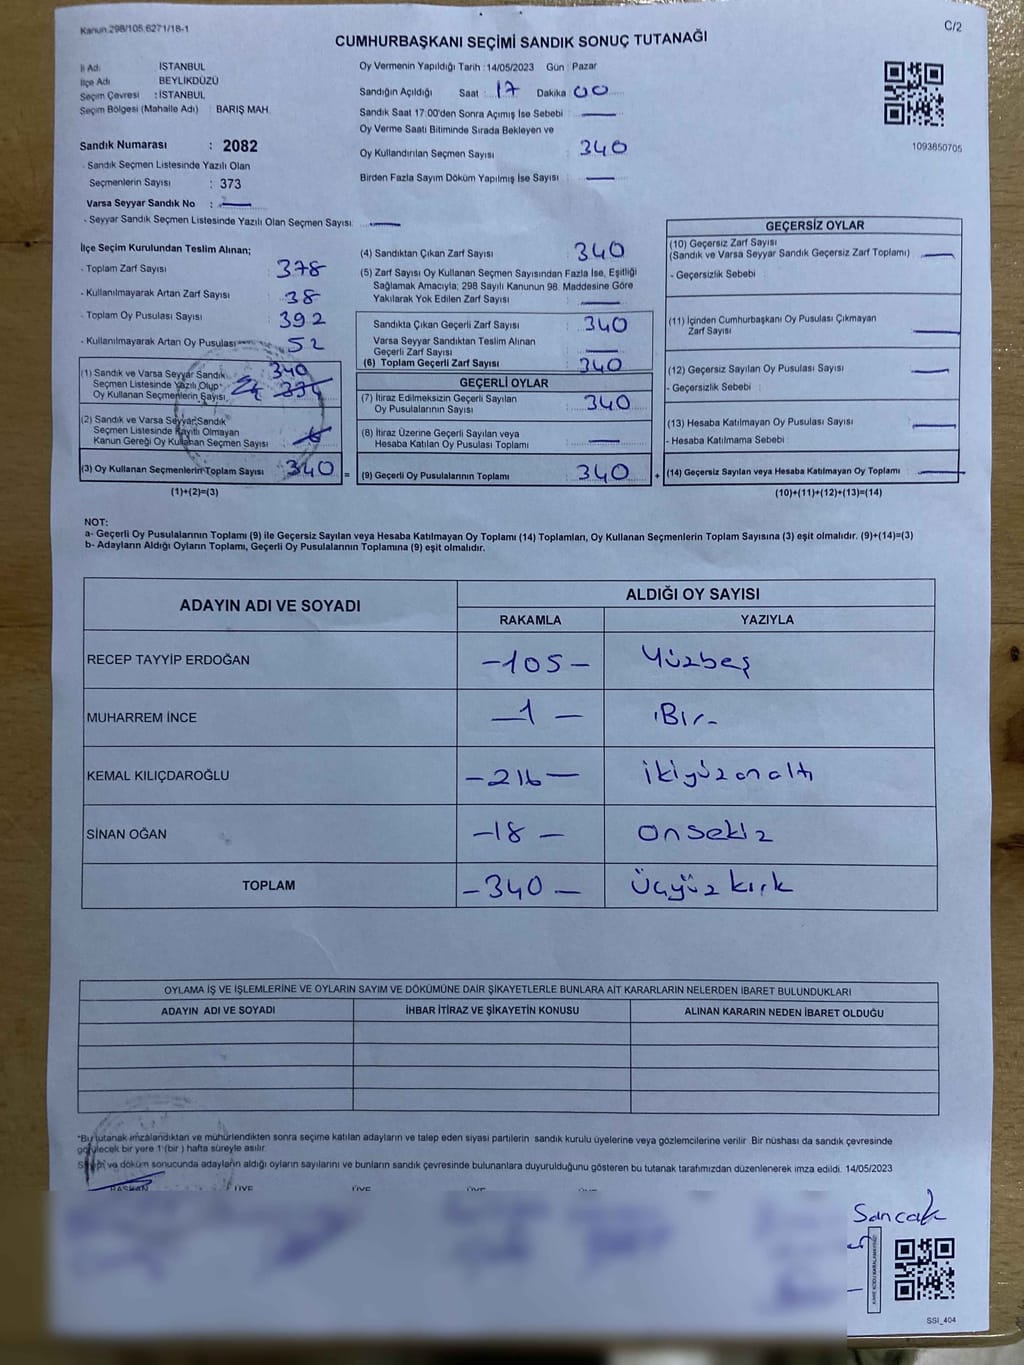 Kanun.298/105.6271/18-1
C/2
CUMHURBAŞKANI SEÇİMİ SANDIK SONUÇ TUTANAĞI
İl Adı : İSTANBUL
İlçe Adı : BEYLİKDÜZÜ
Seçim Çevresi : İSTANBUL
Seçim Bölgesi (Mahalle Adı) : BARIŞ MAH.
Sandık Numarası : 2082
- Sandık Seçmen Listesinde Yazılı Olan
Seçmenlerin Sayısı : 373
Varsa Seyyar Sandık No : —
- Seyyar Sandık Seçmen Listesinde Yazılı Olan Seçmen Sayısı: —
Oy Vermenin Yapıldığı Tarih : 14/05/2023 Gün : Pazar
Sandığın Açıldığı Saat : 17 Dakika : 00
Sandık Saat 17:00'den Sonra Açımış İse Sebebi : —
Oy Verme Saati Bitiminde Sırada Bekleyen ve
Oy Kullandırılan Seçmen Sayısı : 340
Birden Fazla Sayım Döküm Yapılmış İse Sayısı : —
1093850705
İlçe Seçim Kurulundan Teslim Alınan;
- Toplam Zarf Sayısı : 378
- Kullanılmayarak Artan Zarf Sayısı : 38
- Toplam Oy Pusulası Sayısı : 392
- Kullanılmayarak Artan Oy Pusulası : 52
(1) Sandık ve Varsa Seyyar Sandık 340
Seçmen Listesinde Yazılı Olup
Oy Kullanan Seçmenlerin Sayısı 334
(2) Sandık ve Varsa Seyyar Sandık
Seçmen Listesinde Kayıtlı Olmayan
Kanun Gereği Oy Kullanan Seçmen Sayısı : 6
(3) Oy Kullanan Seçmenlerin Toplam Sayısı : 340 =
(1)+(2)=(3)
(4) Sandıktan Çıkan Zarf Sayısı : 340
(5) Zarf Sayısı Oy Kullanan Seçmen Sayısından Fazla İse, Eşitliği
Sağlamak Amacıyla; 298 Sayılı Kanunun 98. Maddesine Göre
Yakılarak Yok Edilen Zarf Sayısı : —
Sandıkta Çıkan Geçerli Zarf Sayısı : 340
Varsa Seyyar Sandıktan Teslim Alınan
Geçerli Zarf Sayısı : —
(6) Toplam Geçerli Zarf Sayısı : 340
GEÇERLİ OYLAR
(7) İtiraz Edilmeksizin Geçerli Sayılan
Oy Pusulalarının Sayısı : 340
(8) İtiraz Üzerine Geçerli Sayılan veya
Hesaba Katılan Oy Pusulası Toplamı : —
(9) Geçerli Oy Pusulalarının Toplamı : 340 +
GEÇERSİZ OYLAR
(10) Geçersiz Zarf Sayısı
(Sandık ve Varsa Seyyar Sandık Geçersiz Zarf Toplamı) : —
- Geçersizlik Sebebi :
(11) İçinden Cumhurbaşkanı Oy Pusulası Çıkmayan
Zarf Sayısı : —
(12) Geçersiz Sayılan Oy Pusulası Sayısı : —
- Geçersizlik Sebebi :
(13) Hesaba Katılmayan Oy Pusulası Sayısı : —
- Hesaba Katılmama Sebebi :
(14) Geçersiz Sayılan veya Hesaba Katılmayan Oy Toplamı : —
(10)+(11)+(12)+(13)=(14)
NOT:
a- Geçerli Oy Pusulalarının Toplamı (9) ile Geçersiz Sayılan veya Hesaba Katılmayan Oy Toplamı (14) Toplamları, Oy Kullanan Seçmenlerin Toplam Sayısına (3) eşit olmalıdır. (9)+(14)=(3)
b- Adayların Aldığı Oyların Toplamı, Geçerli Oy Pusulalarının Toplamına (9) eşit olmalıdır.
ADAYIN ADI VE SOYADI
ALDIĞI OY SAYISI
RAKAMLA YAZIYLA
RECEP TAYYİP ERDOĞAN -105- Yüzbeş
MUHARREM İNCE -1- Bir-
KEMAL KILIÇDAROĞLU -216- ikiyüzonaltı
SİNAN OĞAN -18- onsekiz
TOPLAM -340- Üçyüzkırk
OYLAMA İŞ VE İŞLEMLERİNE VE OYLARIN SAYIM VE DÖKÜMÜNE DAİR ŞİKAYETLERLE BUNLARA AİT KARARLARIN NELERDEN İBARET BULUNDUKLARI
ADAYIN ADI VE SOYADI İHBAR İTİRAZ VE ŞİKAYETİN KONUSU ALINAN KARARIN NEDEN İBARET OLDUĞU
*Bu tutanak imzalandıktan ve mühürlendikten sonra seçime katılan adayların ve talep eden siyasi partilerin sandık kurulu üyelerine veya gözlemcilerine verilir. Bir nüshası da sandık çevresinde
görülecek bir yere 1 (bir) hafta süreyle asılır.
Sayım ve döküm sonucunda adayların aldığı oyların sayılarını ve bunların sandık çevresinde bulunanlara duyurulduğunu gösteren bu tutanak tarafımızdan düzenlenerek imza edildi. 14/05/2023
BAŞKAN ÜYE ÜYE ÜYE ÜYE
Sancak
SSI_404